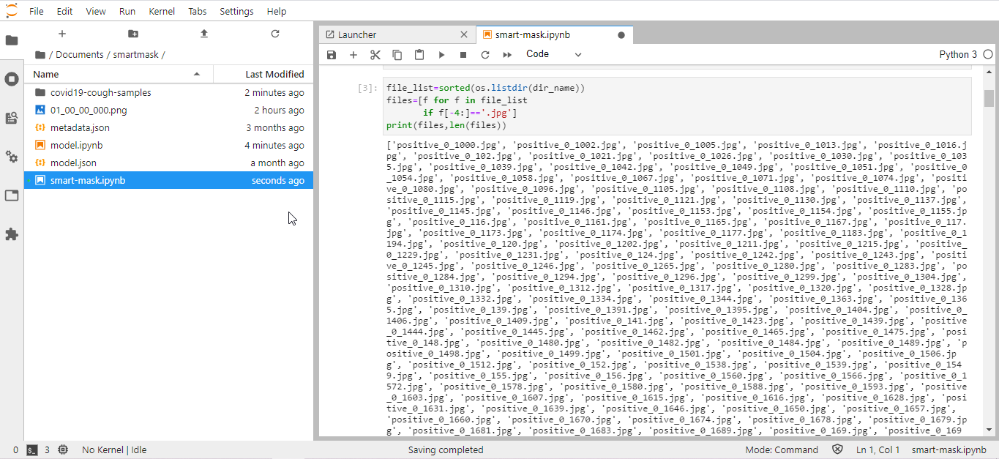 File Edit View Run Kernel Tabs Settings Help
/ Documents / smartmask /
Name Last Modified
covid19-cough-samples 2 minutes ago
01_00_00_000.png 2 hours ago
metadata.json 3 months ago
model.ipynb 4 minutes ago
model.json a month ago
smart-mask.ipynb seconds ago
Launcher smart-mask.ipynb
Code Python 3
[3]: file_list=sorted(os.listdir(dir_name))
files=[f for f in file_list
if f[-4:]=='.jpg']
print(files,len(files))
['positive_0_1000.jpg', 'positive_0_1002.jpg', 'positive_0_1005.jpg', 'positive_0_1013.jpg', 'positive_0_1016.j
pg', 'positive_0_102.jpg', 'positive_0_1021.jpg', 'positive_0_1026.jpg', 'positive_0_1030.jpg', 'positive_0_103
5.jpg', 'positive_0_1039.jpg', 'positive_0_1042.jpg', 'positive_0_1049.jpg', 'positive_0_1051.jpg', 'positive_0
_1054.jpg', 'positive_0_1058.jpg', 'positive_0_1067.jpg', 'positive_0_1071.jpg', 'positive_0_1074.jpg', 'positi
ve_0_1080.jpg', 'positive_0_1096.jpg', 'positive_0_1105.jpg', 'positive_0_1108.jpg', 'positive_0_1110.jpg', 'po
sitive_0_1115.jpg', 'positive_0_1119.jpg', 'positive_0_1121.jpg', 'positive_0_1130.jpg', 'positive_0_1137.jpg',
'positive_0_1145.jpg', 'positive_0_1146.jpg', 'positive_0_1153.jpg', 'positive_0_1154.jpg', 'positive_0_1155.jp
g', 'positive_0_116.jpg', 'positive_0_1161.jpg', 'positive_0_1165.jpg', 'positive_0_1167.jpg', 'positive_0_117.
jpg', 'positive_0_1173.jpg', 'positive_0_1174.jpg', 'positive_0_1177.jpg', 'positive_0_1183.jpg', 'positive_0_1
194.jpg', 'positive_0_120.jpg', 'positive_0_1202.jpg', 'positive_0_1211.jpg', 'positive_0_1215.jpg', 'positive_
0_1229.jpg', 'positive_0_1231.jpg', 'positive_0_124.jpg', 'positive_0_1242.jpg', 'positive_0_1243.jpg', 'positi
ve_0_1245.jpg', 'positive_0_1246.jpg', 'positive_0_1265.jpg', 'positive_0_1280.jpg', 'positive_0_1283.jpg', 'po
sitive_0_1284.jpg', 'positive_0_1294.jpg', 'positive_0_1296.jpg', 'positive_0_1299.jpg', 'positive_0_1304.jpg',
'positive_0_1310.jpg', 'positive_0_1312.jpg', 'positive_0_1317.jpg', 'positive_0_1320.jpg', 'positive_0_1328.jp
g', 'positive_0_1332.jpg', 'positive_0_1334.jpg', 'positive_0_1344.jpg', 'positive_0_1363.jpg', 'positive_0_136
5.jpg', 'positive_0_139.jpg', 'positive_0_1391.jpg', 'positive_0_1395.jpg', 'positive_0_1404.jpg', 'positive_0_
1406.jpg', 'positive_0_1409.jpg', 'positive_0_141.jpg', 'positive_0_1423.jpg', 'positive_0_1439.jpg', 'positive
_0_1444.jpg', 'positive_0_1445.jpg', 'positive_0_1462.jpg', 'positive_0_1465.jpg', 'positive_0_1475.jpg', 'posi
tive_0_148.jpg', 'positive_0_1480.jpg', 'positive_0_1482.jpg', 'positive_0_1484.jpg', 'positive_0_1489.jpg', 'p
ositive_0_1498.jpg', 'positive_0_1499.jpg', 'positive_0_1501.jpg', 'positive_0_1504.jpg', 'positive_0_1506.jp
g', 'positive_0_1512.jpg', 'positive_0_152.jpg', 'positive_0_1538.jpg', 'positive_0_1539.jpg', 'positive_0_154
9.jpg', 'positive_0_155.jpg', 'positive_0_156.jpg', 'positive_0_1560.jpg', 'positive_0_1566.jpg', 'positive_0_1
572.jpg', 'positive_0_1578.jpg', 'positive_0_1580.jpg', 'positive_0_1588.jpg', 'positive_0_1593.jpg', 'positive
_0_1603.jpg', 'positive_0_1607.jpg', 'positive_0_1615.jpg', 'positive_0_1616.jpg', 'positive_0_1628.jpg', 'posi
tive_0_1631.jpg', 'positive_0_1639.jpg', 'positive_0_1646.jpg', 'positive_0_1650.jpg', 'positive_0_1657.jpg',
'positive_0_1660.jpg', 'positive_0_1670.jpg', 'positive_0_1674.jpg', 'positive_0_1678.jpg', 'positive_0_1679.jp
g', 'positive_0_1681.jpg', 'positive_0_1683.jpg', 'positive_0_1689.jpg', 'positive_0_169.jpg', 'positive_0_169
0 $_ 3 No Kernel | Idle Saving completed Mode: Command Ln 1, Col 1 smart-mask.ipynb